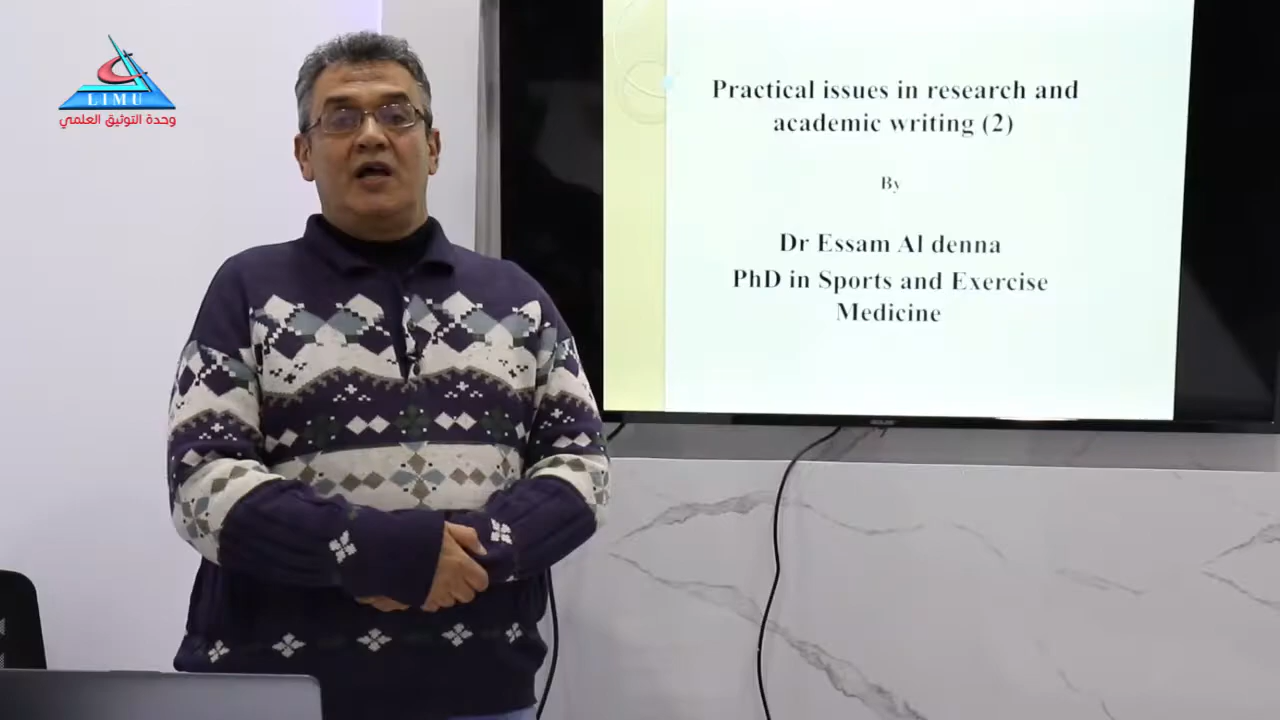 LIMU
وحدة التوثيق العلمي
Practical issues in research and
academic writing (2)
By
Dr Essam Al denna
PhD in Sports and Exercise
Medicine